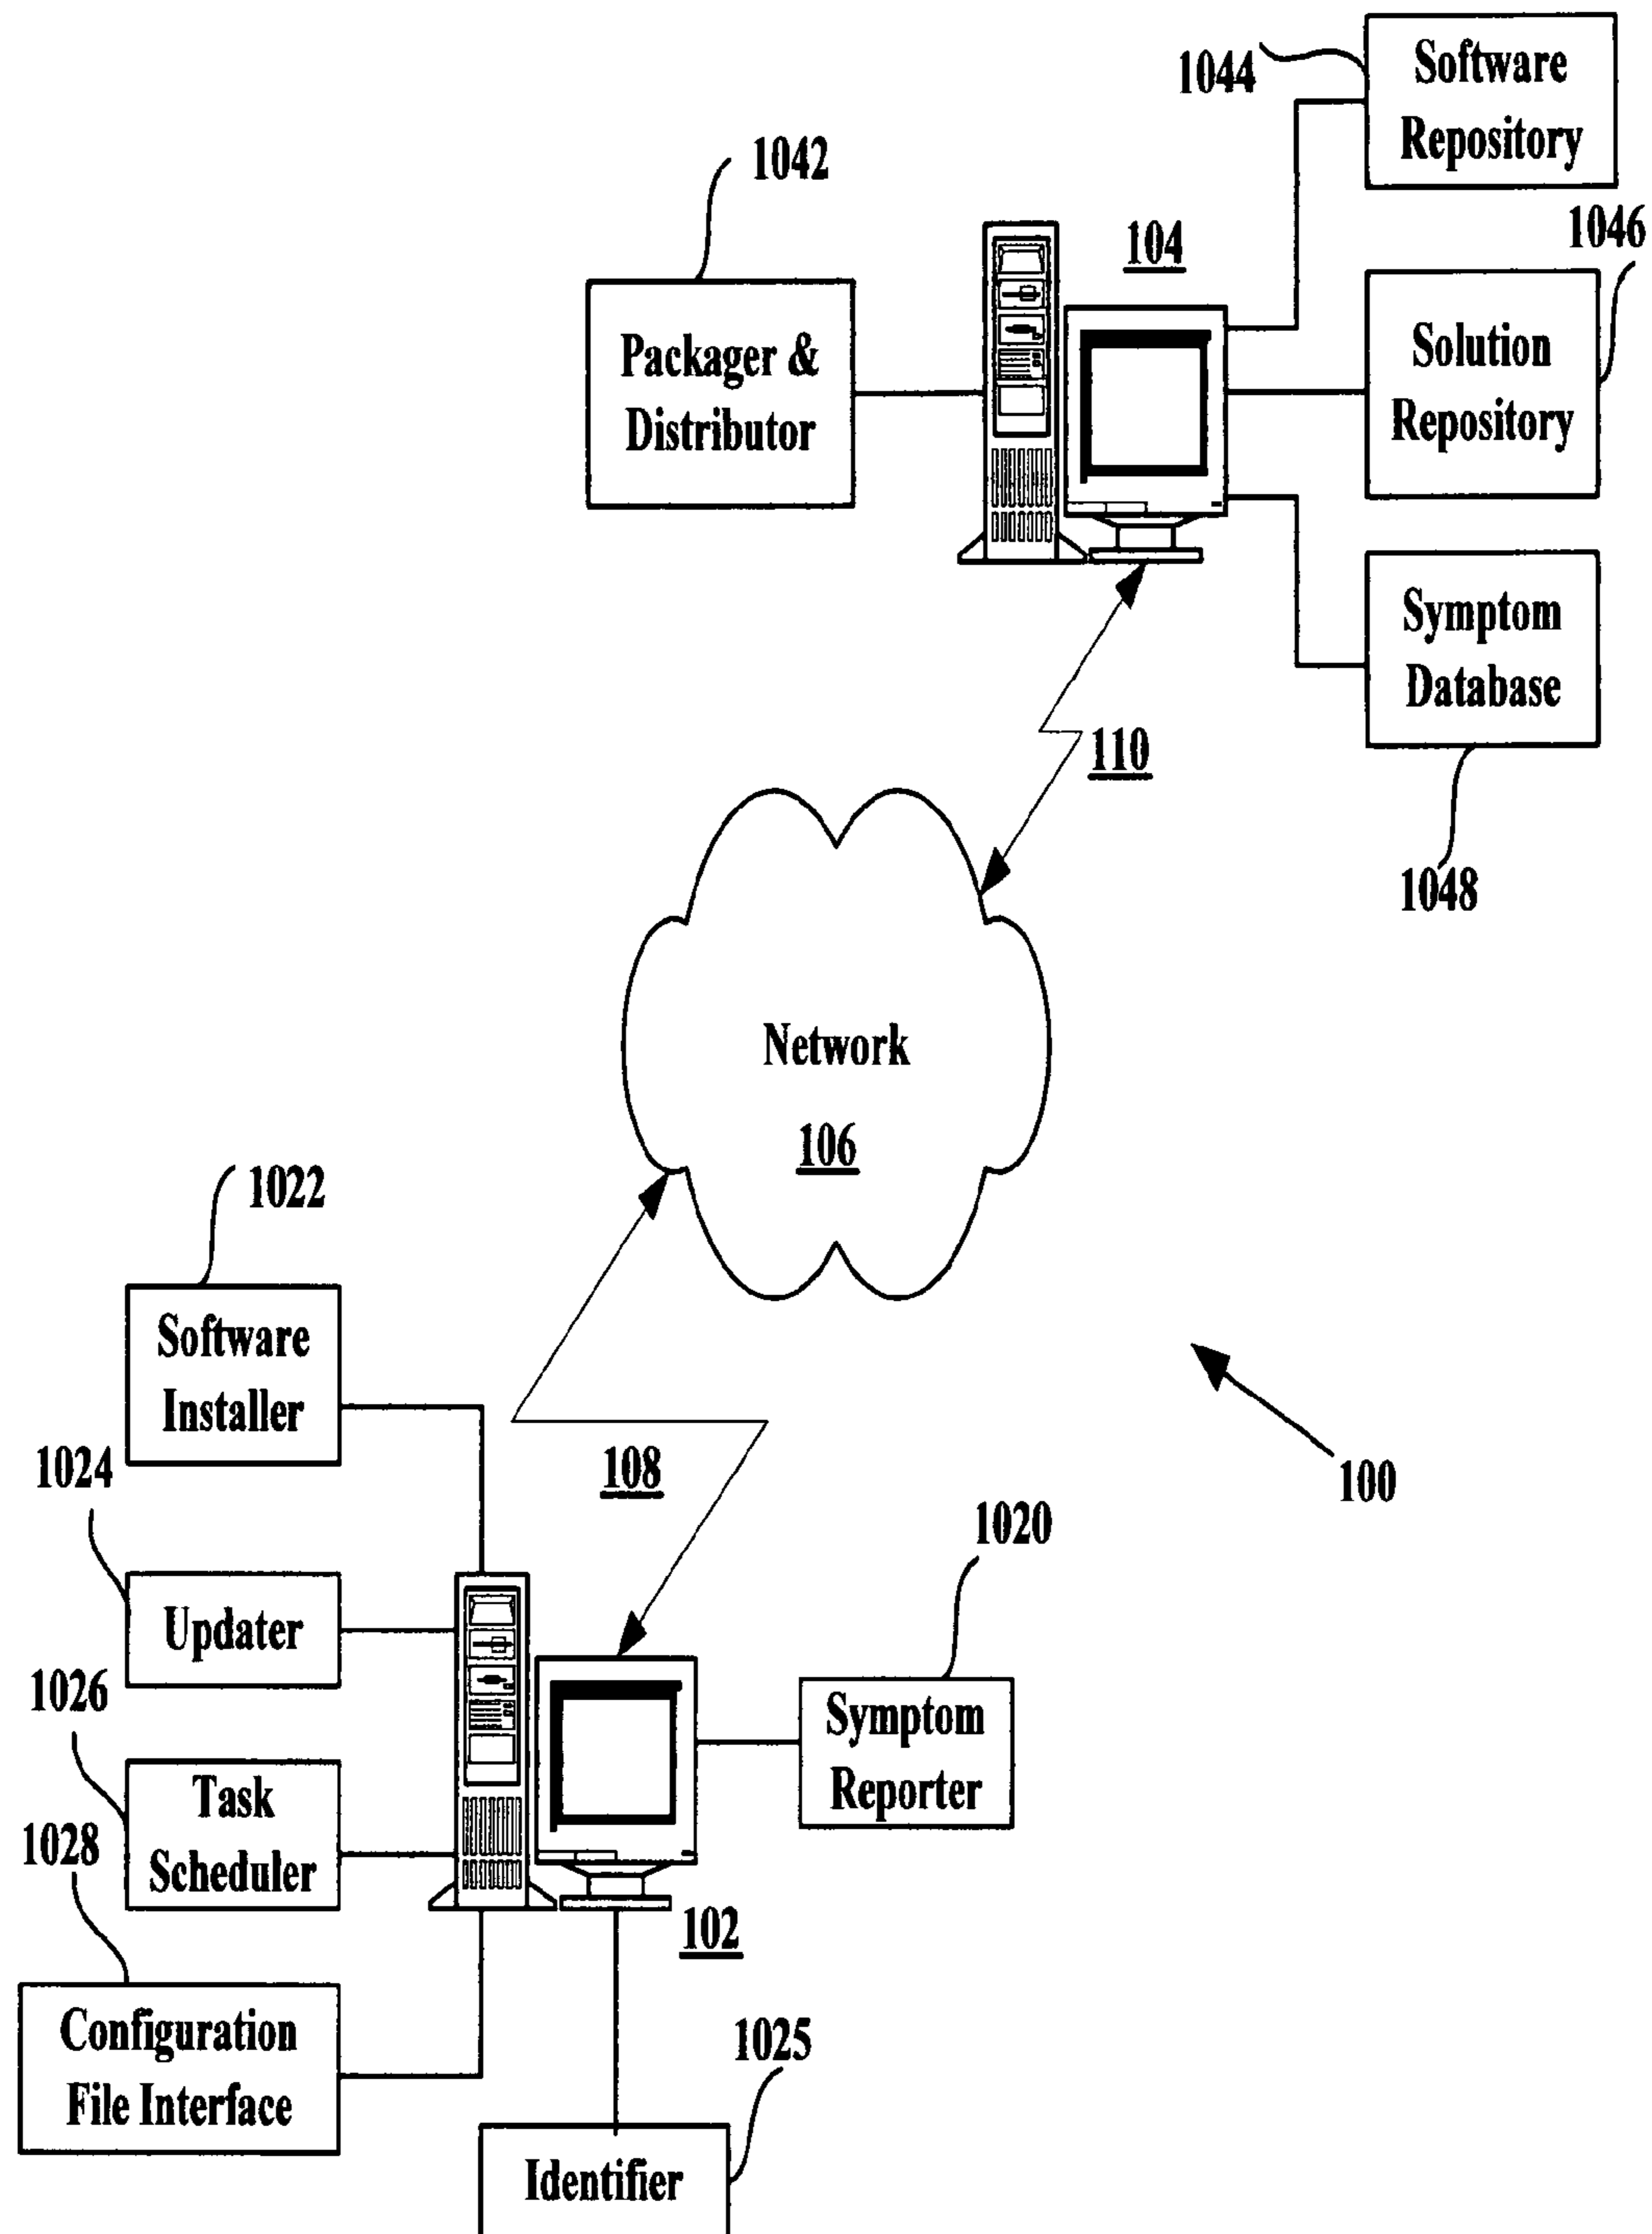 1044
Software
Repository
1042
104
1046
Packager &
Distributor
Solution
Repository
Symptom
Database
110
1048
Network
106
1022
Software
Installer
1024
108
100
1020
Updater
1026
Symptom
Reporter
Task
Scheduler
1028
102
Configuration
File Interface
1025
Identifier